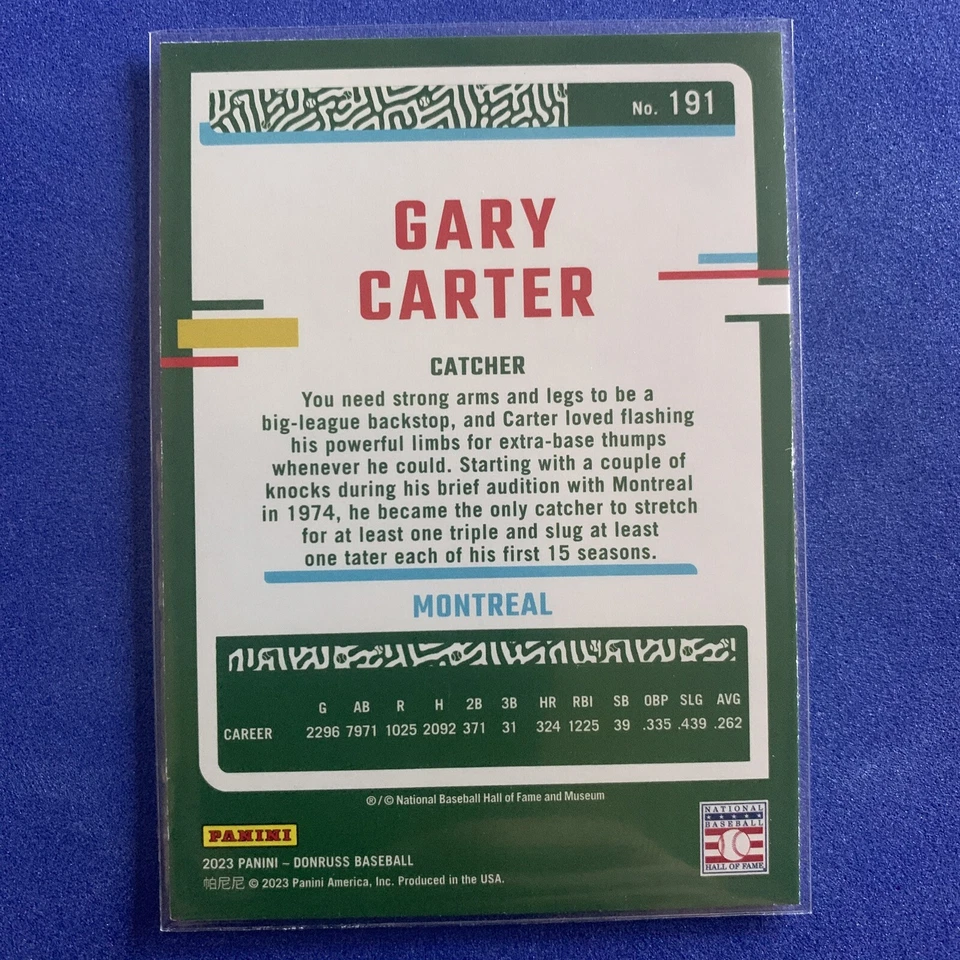 No. 191
GARY
CARTER
CATCHER
You need strong arms and legs to be a
big-league backstop, and Carter loved flashing
his powerful limbs for extra-base thumps
whenever he could. Starting with a couple of
knocks during his brief audition with Montreal
in 1974, he became the only catcher to stretch
for at least one triple and slug at least
one tater each of his first 15 seasons.
MONTREAL
G AB R H 2B 3B HR RBI SB OBP SLG AVG
CAREER 2296 7971 1025 2092 371 31 324 1225 39 .335 .439 .262
®/© National Baseball Hall of Fame and Museum
NATIONAL
BASEBALL
HALL OF FAME
PANINI
2023 PANINI – DONRUSS BASEBALL
帕尼尼 © 2023 Panini America, Inc. Produced in the USA.